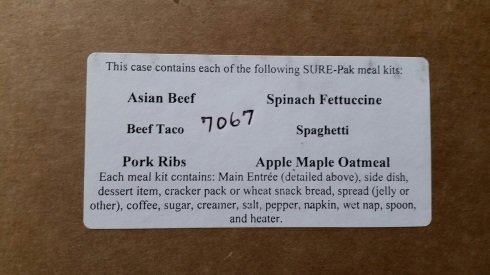 This case contains each of the following SURE-Pak meal kits:
Asian Beef Spinach Fettuccine
Beef Taco 7067 Spaghetti
Pork Ribs Apple Maple Oatmeal
Each meal kit contains: Main Entrée (detailed above), side dish,
dessert item, cracker pack or wheat snack bread, spread (jelly or
other), coffee, sugar, creamer, salt, pepper, napkin, wet nap, spoon,
and heater.